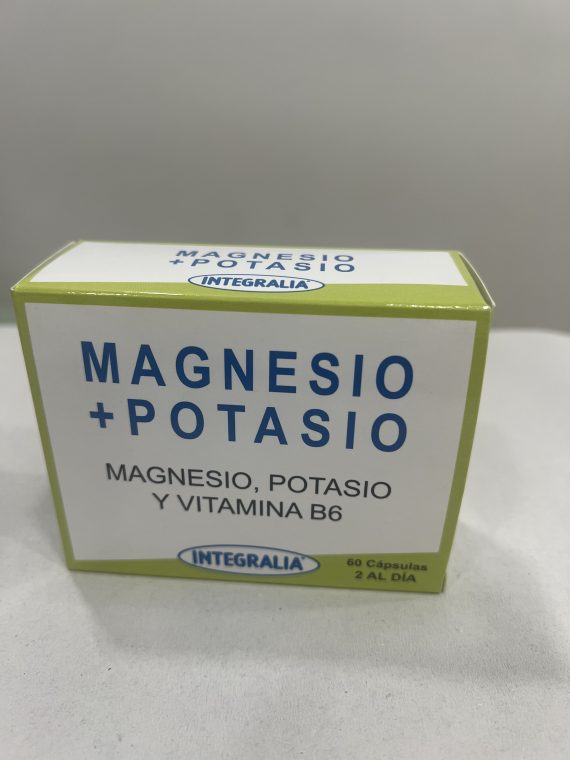 MAGNESIO
+POTASIO
INTEGRALIA
MAGNESIO
+POTASIO
MAGNESIO, POTASIO
Y VITAMINA B6
INTEGRALIA®
60 Cápsulas
2 AL DÍA